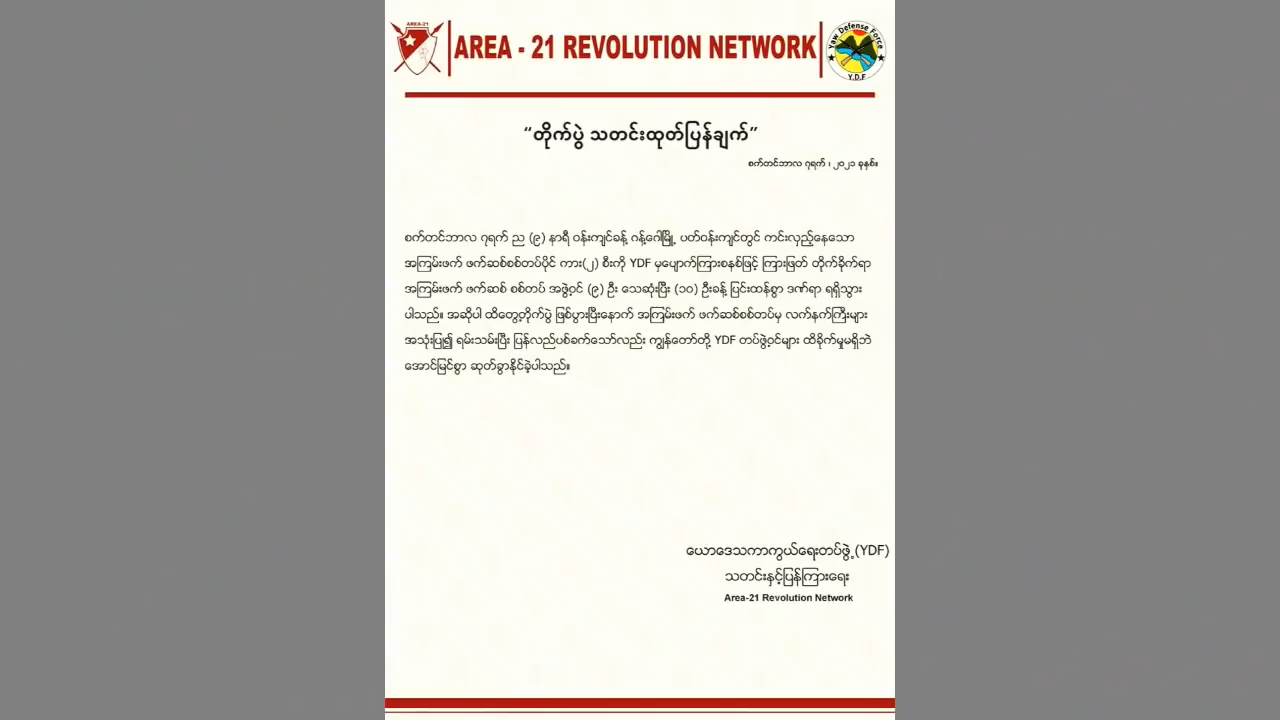 AREA-21
AREA - 21 REVOLUTION NETWORK
Yaw Defense Force
Y.D.F
“တိုက်ပွဲ သတင်းထုတ်ပြန်ချက်”
စက်တင်ဘာလ ၇ရက် ၊ ၂၀၂၁ ခုနှစ်။
စက်တင်ဘာလ ၇ရက် ည (၉) နာရီ ဝန်းကျင်ခန့် ဂန့်ဂေါမြို့ ပတ်ဝန်းကျင်တွင် ကင်းလှည့်နေသော
အကြမ်းဖက် ဖက်ဆစ်စစ်တပ်ပိုင် ကား(၂) စီးကို YDF မှပျောက်ကြားစနစ်ဖြင့် ကြားဖြတ် တိုက်ခိုက်ရာ
အကြမ်းဖက် ဖက်ဆစ် စစ်တပ် အဖွဲ့ဝင် (၉) ဦး သေဆုံးပြီး (၁၀) ဦးခန့် ပြင်းထန်စွာ ဒဏ်ရာ ရရှိသွား
ပါသည်။ အဆိုပါ ထိတွေ့တိုက်ပွဲ ဖြစ်ပွားပြီးနောက် အကြမ်းဖက် ဖက်ဆစ်စစ်တပ်မှ လက်နက်ကြီးများ
အသုံးပြု၍ ရမ်းသမ်းပြီး ပြန်လည်ပစ်ခက်သော်လည်း ကျွန်တော်တို့ YDF တပ်ဖွဲ့ဝင်များ ထိခိုက်မှုမရှိဘဲ
အောင်မြင်စွာ ဆုတ်ခွာနိုင်ခဲ့ပါသည်။
ယောဒေသကာကွယ်ရေးတပ်ဖွဲ့ (YDF)
သတင်းနှင့်ပြန်ကြားရေး
Area-21 Revolution Network